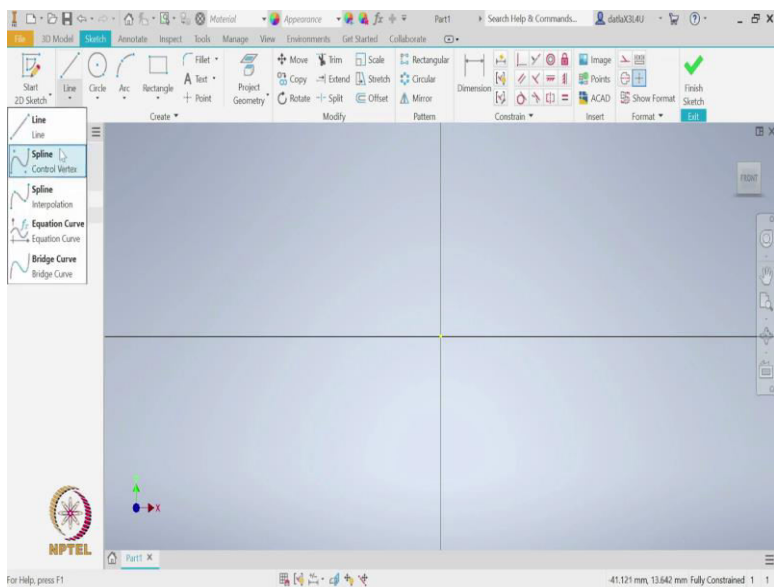 Material Appearance Part1 Search Help & Commands... dafiaX3L4U
File 3D Model Sketch Annotate Inspect Tools Manage View Environments Get Started Collaborate
Fillet Move Trim Scale Rectangular Image
Text Copy Extend Stretch Circular Points
Start Line Circle Arc Rectangle Project Dimension Finish
2D Sketch Point Geometry Rotate Split Offset Mirror ACAD Show Format Sketch
Create Modify Pattern Constrain Insert Format Exit
Line
Line
Spline
Control Vertex
Spline
Interpolation
Equation Curve
Equation Curve
Bridge Curve
Bridge Curve
FRONT
X
NPTEL
Part1 X
For Help, press F1 -41.121 mm, 13.642 mm Fully Constrained 1 1